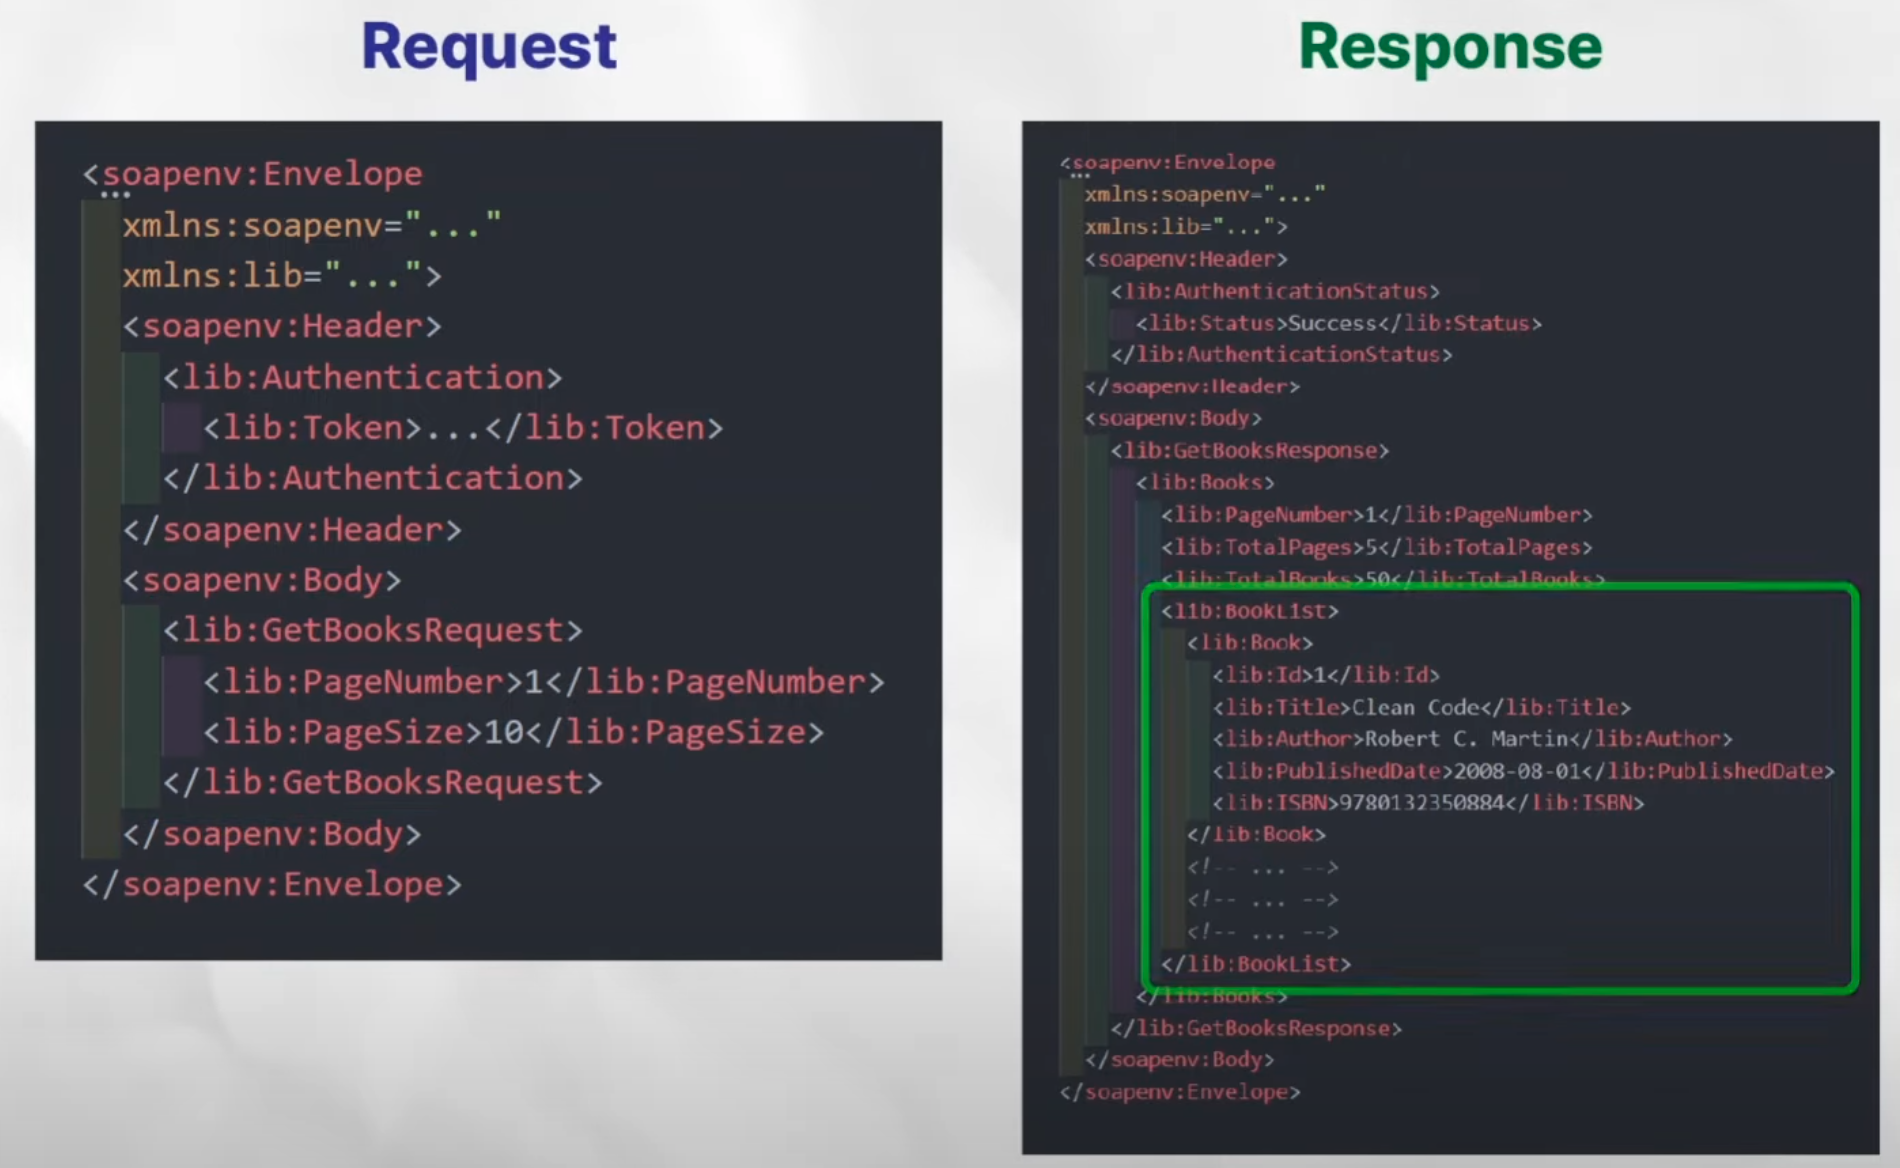 Request
<soapenv:Envelope
xmlns:soapenv="..."
xmlns:lib="...">
<soapenv:Header>
<lib:Authentication>
<lib:Token>...</lib:Token>
</lib:Authentication>
</soapenv:Header>
<soapenv:Body>
<lib:GetBooksRequest>
<lib:PageNumber>1</lib:PageNumber>
<lib:PageSize>10</lib:PageSize>
</lib:GetBooksRequest>
</soapenv:Body>
</soapenv:Envelope>
Response
<soapenv:Envelope
xmlns:soapenv="..."
xmlns:lib="...">
<soapenv:Header>
<lib:AuthenticationStatus>
<lib:Status>Success</lib:Status>
</lib:AuthenticationStatus>
</soapenv:Header>
<soapenv:Body>
<lib:GetBooksResponse>
<lib:Books>
<lib:PageNumber>1</lib:PageNumber>
<lib:TotalPages>5</lib:TotalPages>
<lib:TotalBooks>50</lib:TotalBooks>
<lib:BookList>
<lib:Book>
<lib:Id>1</lib:Id>
<lib:Title>Clean Code</lib:Title>
<lib:Author>Robert C. Martin</lib:Author>
<lib:PublishedDate>2008-08-01</lib:PublishedDate>
<lib:ISBN>9780132350884</lib:ISBN>
</lib:Book>
<!-- ... -->
<!-- ... -->
<!-- ... -->
</lib:BookList>
</lib:Books>
</lib:GetBooksResponse>
</soapenv:Body>
</soapenv:Envelope>